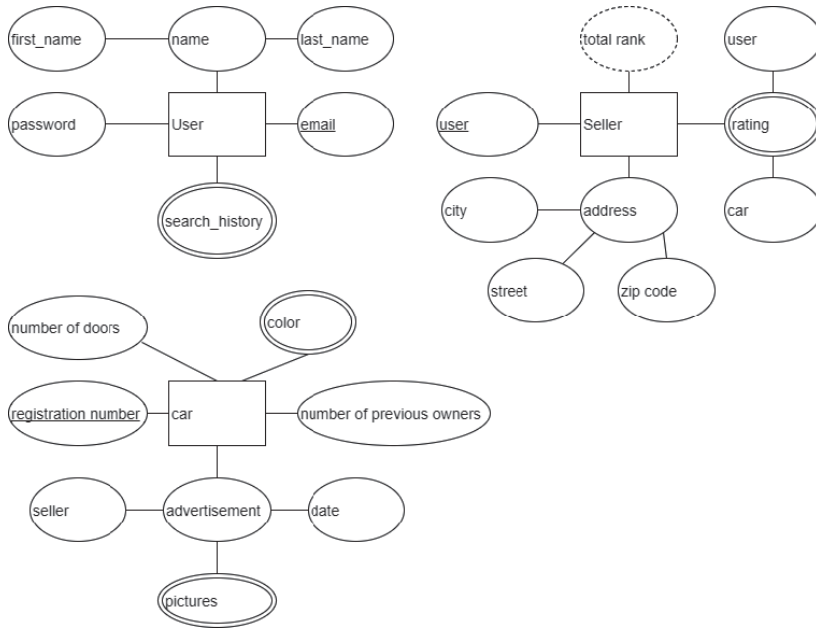 first_name
name
last_name
password
User
email
search_history
total rank
user
user
Seller
rating
city
address
car
street
zip code
number of doors
color
registration number
car
number of previous owners
seller
advertisement
date
pictures